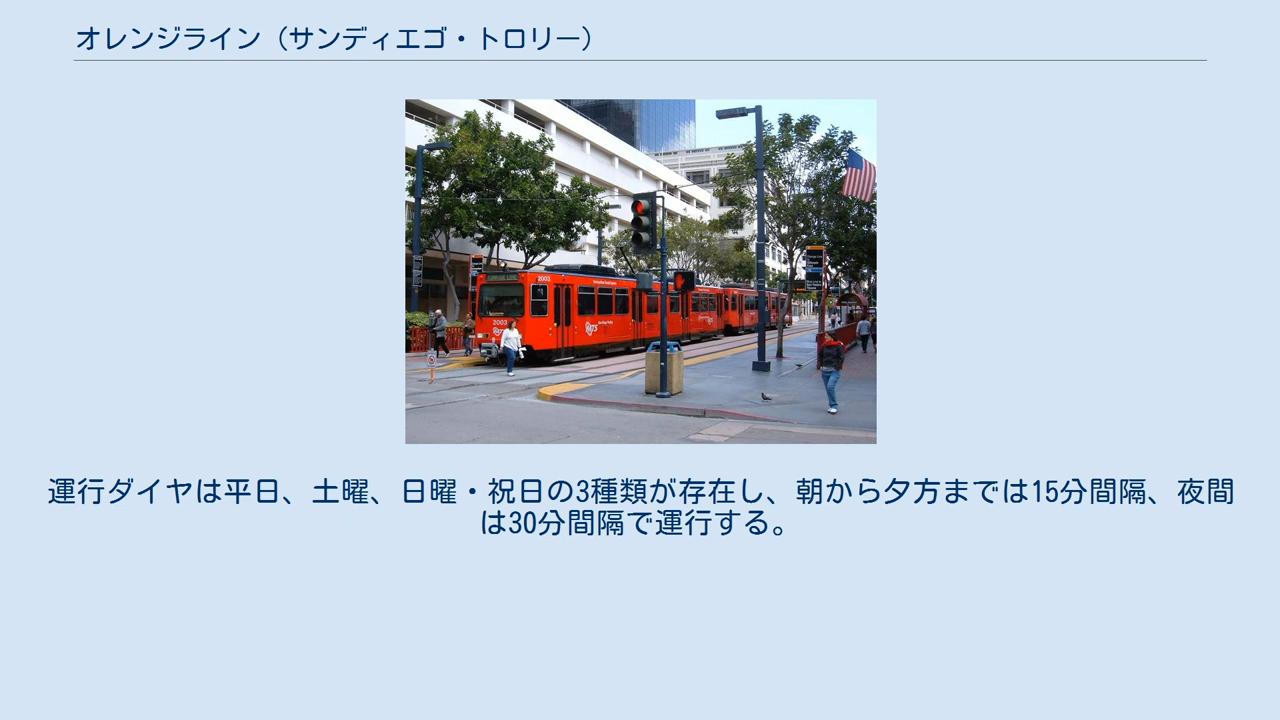 オレンジライン（サンディエゴ・トロリー）
2003
2003
MTS
運行ダイヤは平日、土曜、日曜・祝日の3種類が存在し、朝から夕方までは15分間隔、夜間
は30分間隔で運行する。